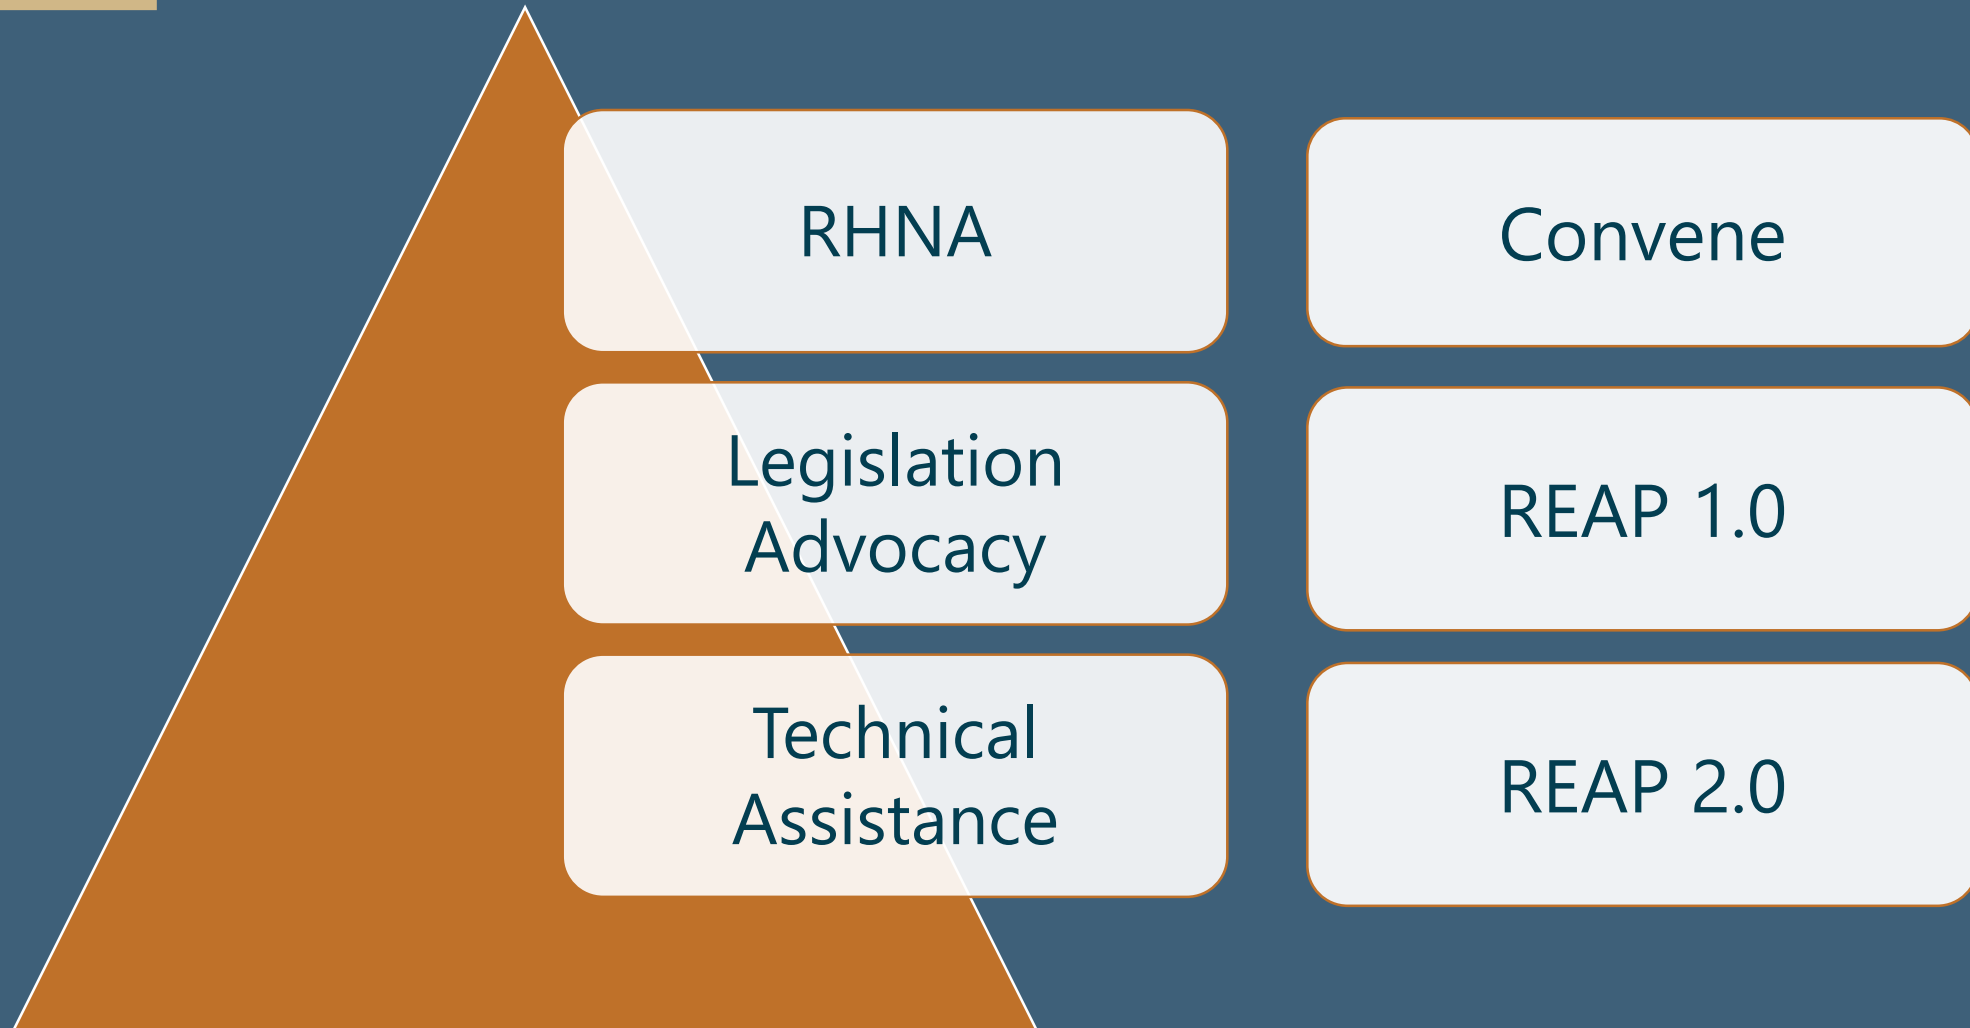 RHNA
Legislation
Advocacy
Technical
Assistance
Convene
REAP 1.0
REAP 2.0